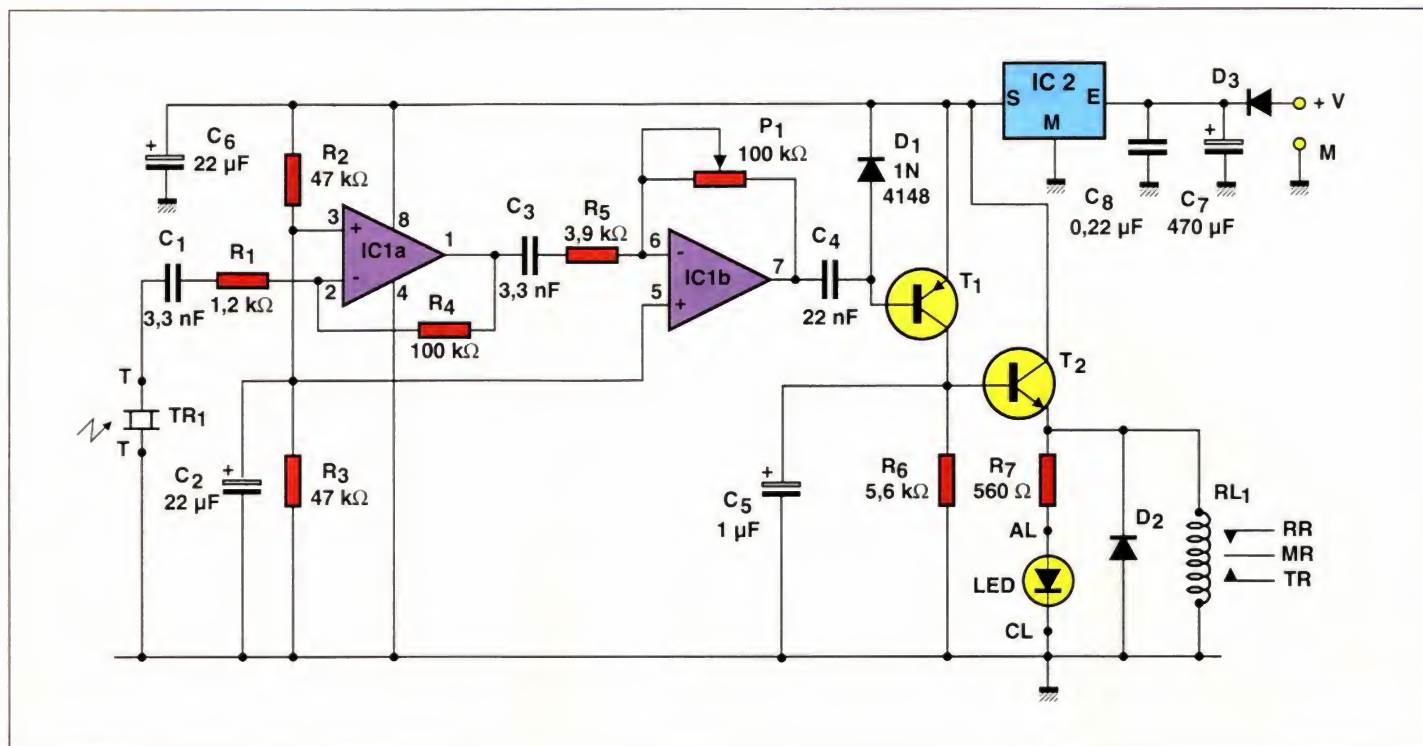 C6
22 µF
+
R2
47 kΩ
C1
3,3 nF
R1
1,2 kΩ
3
+
2
-
IC1a
8
4
1
R4
100 kΩ
C3
3,3 nF
R5
3,9 kΩ
P1
100 kΩ
6
-
5
+
IC1b
7
C4
22 nF
D1
1N
4148
T1
T2
S
IC 2
E
M
D3
+ V
M
C8
0,22 µF
+
C7
470 µF
T
TR1
T
C2
22 µF
+
R3
47 kΩ
C5
1 µF
+
R6
5,6 kΩ
R7
560 Ω
AL
LED
CL
D2
RL1
RR
MR
TR